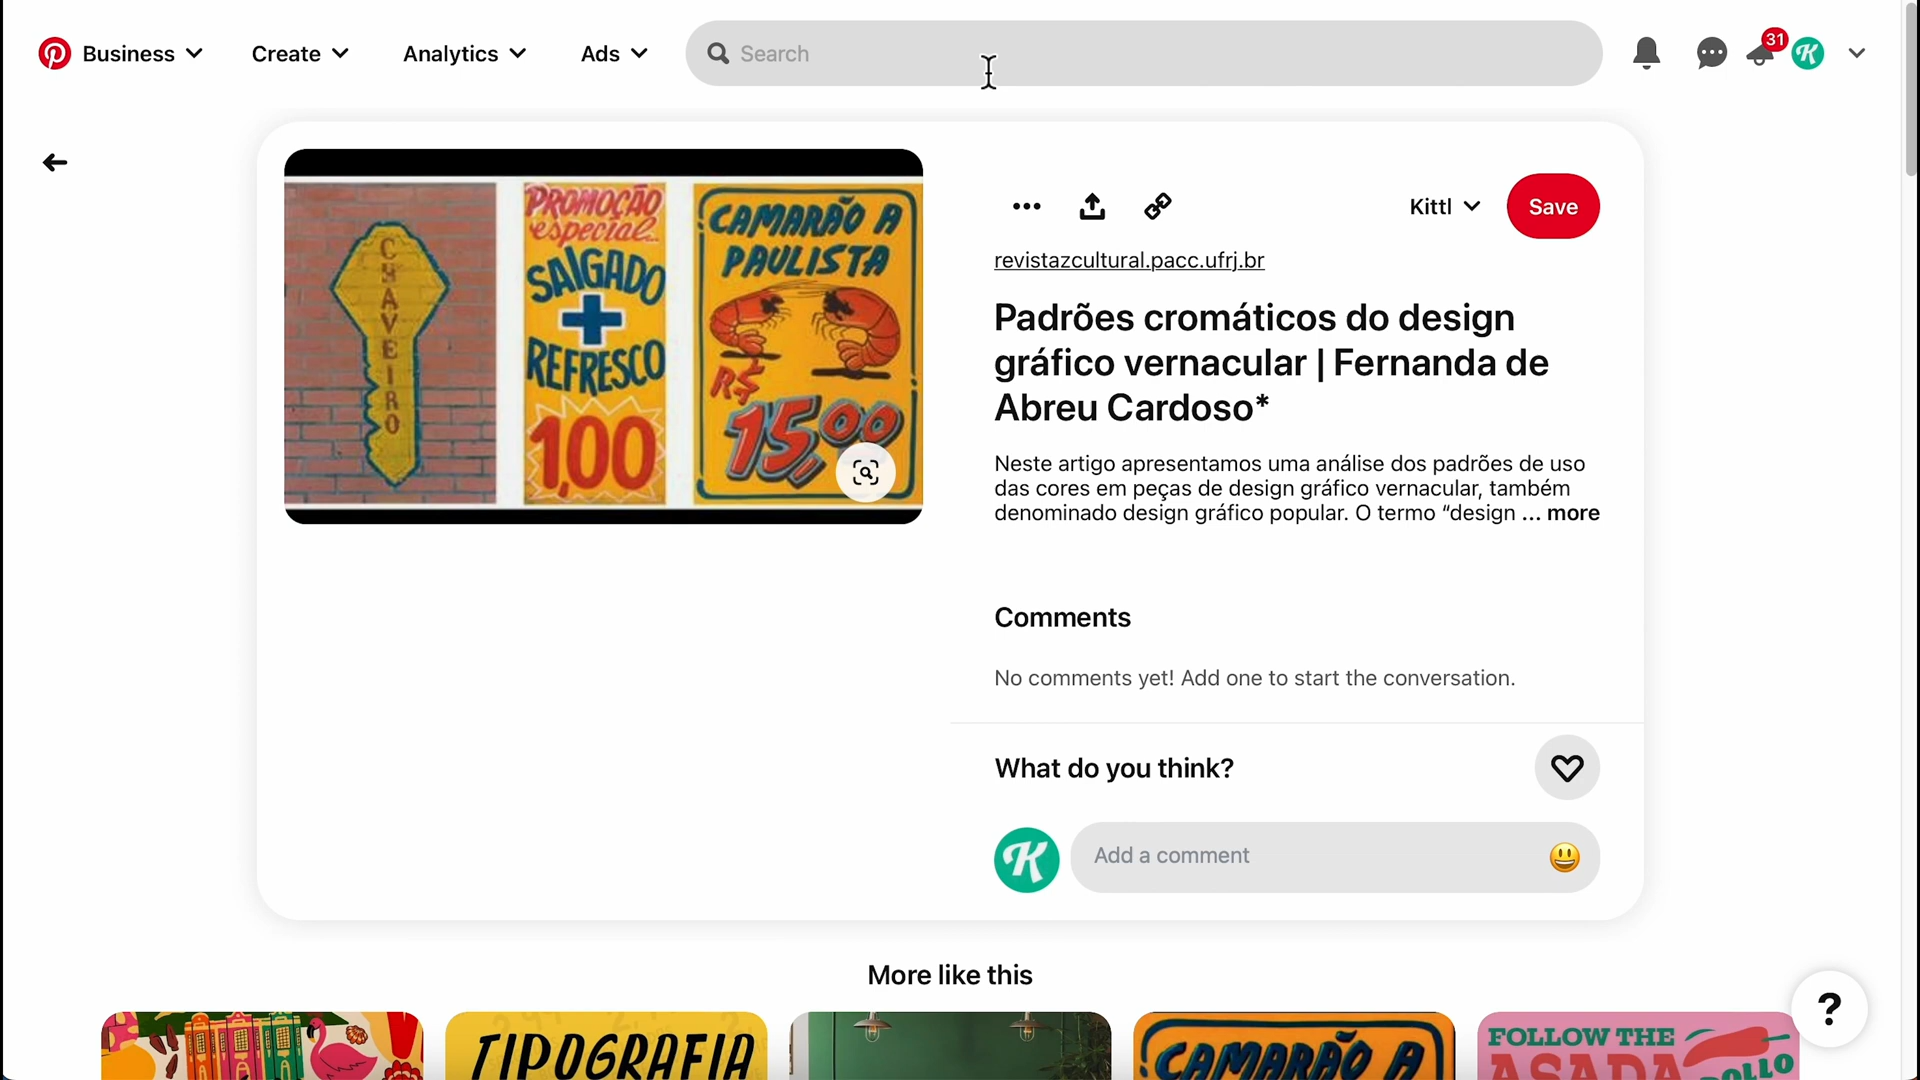 Business
Create
Analytics
Ads
Search
31
K
CHAVEIRO
PROMOÇÃO
especial...
SALGADO
+
REFRESCO
1,00
CAMARÃO A
PAULISTA
R$
15,00
Kittl
Save
revistazcultural.pacc.ufrj.br
Padrões cromáticos do design
gráfico vernacular | Fernanda de
Abreu Cardoso*
Neste artigo apresentamos uma análise dos padrões de uso
das cores em peças de design gráfico vernacular, também
denominado design gráfico popular. O termo “design ... more
Comments
No comments yet! Add one to start the conversation.
What do you think?
K
Add a comment
More like this
TIPOGRAFIA
CAMARÃO A
FOLLOW THE
ASADA
POLLO
?